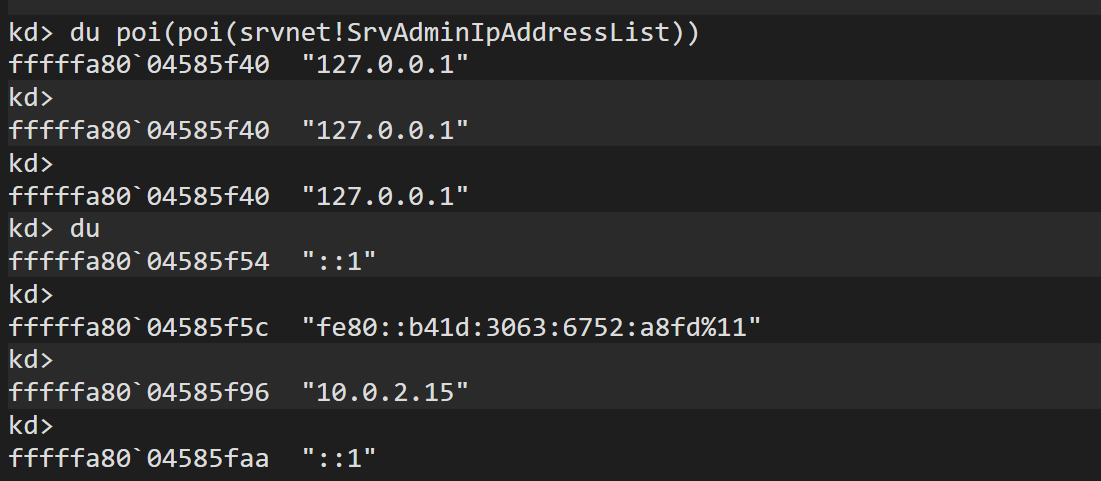 kd> du poi(poi(srvnet!SrvAdminIpAddressList))
fffffa80`04585f40  "127.0.0.1"
kd>
fffffa80`04585f40  "127.0.0.1"
kd>
fffffa80`04585f40  "127.0.0.1"
kd> du
fffffa80`04585f54  "::1"
kd>
fffffa80`04585f5c  "fe80::b41d:3063:6752:a8fd%11"
kd>
fffffa80`04585f96  "10.0.2.15"
kd>
fffffa80`04585faa  "::1"